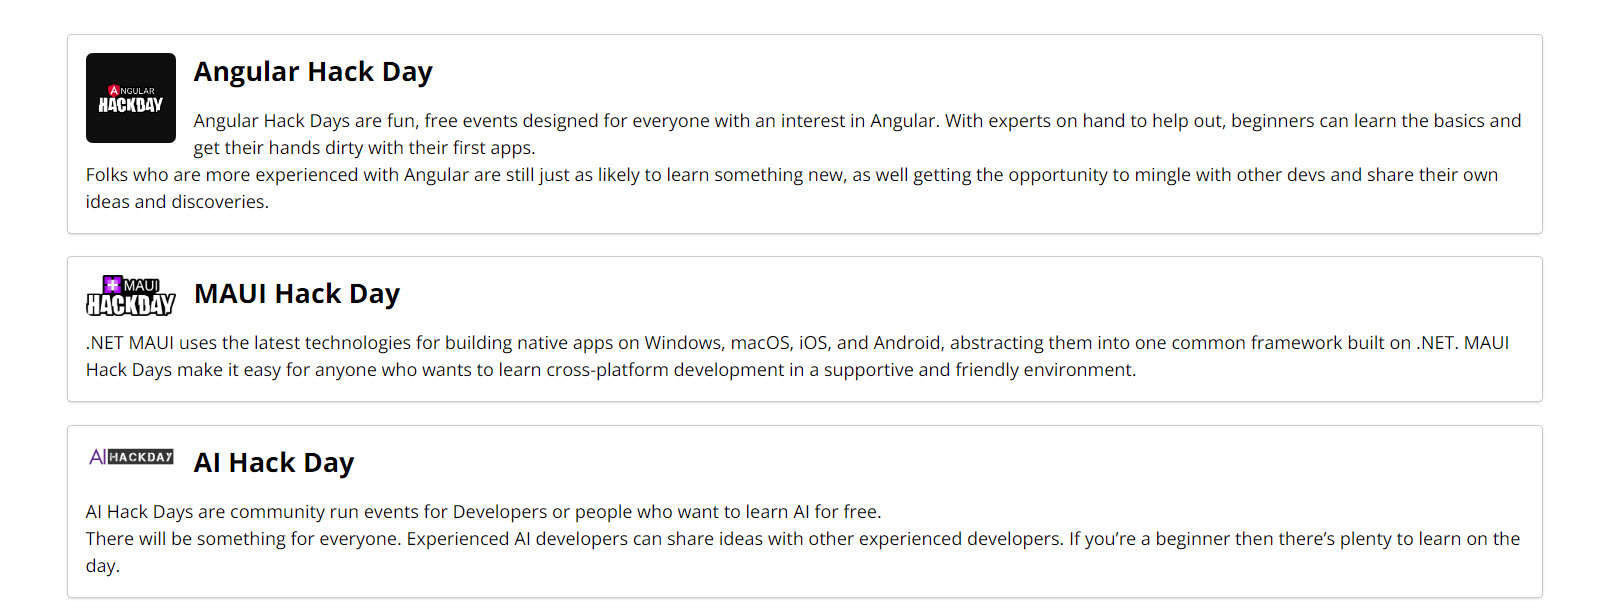 ANGULAR
HACKDAY
Angular Hack Day
Angular Hack Days are fun, free events designed for everyone with an interest in Angular. With experts on hand to help out, beginners can learn the basics and
get their hands dirty with their first apps.
Folks who are more experienced with Angular are still just as likely to learn something new, as well getting the opportunity to mingle with other devs and share their own
ideas and discoveries.
MAUI
HACKDAY
MAUI Hack Day
.NET MAUI uses the latest technologies for building native apps on Windows, macOS, iOS, and Android, abstracting them into one common framework built on .NET. MAUI
Hack Days make it easy for anyone who wants to learn cross-platform development in a supportive and friendly environment.
AI HACKDAY
AI Hack Day
AI Hack Days are community run events for Developers or people who want to learn AI for free.
There will be something for everyone. Experienced AI developers can share ideas with other experienced developers. If you’re a beginner then there’s plenty to learn on the
day.